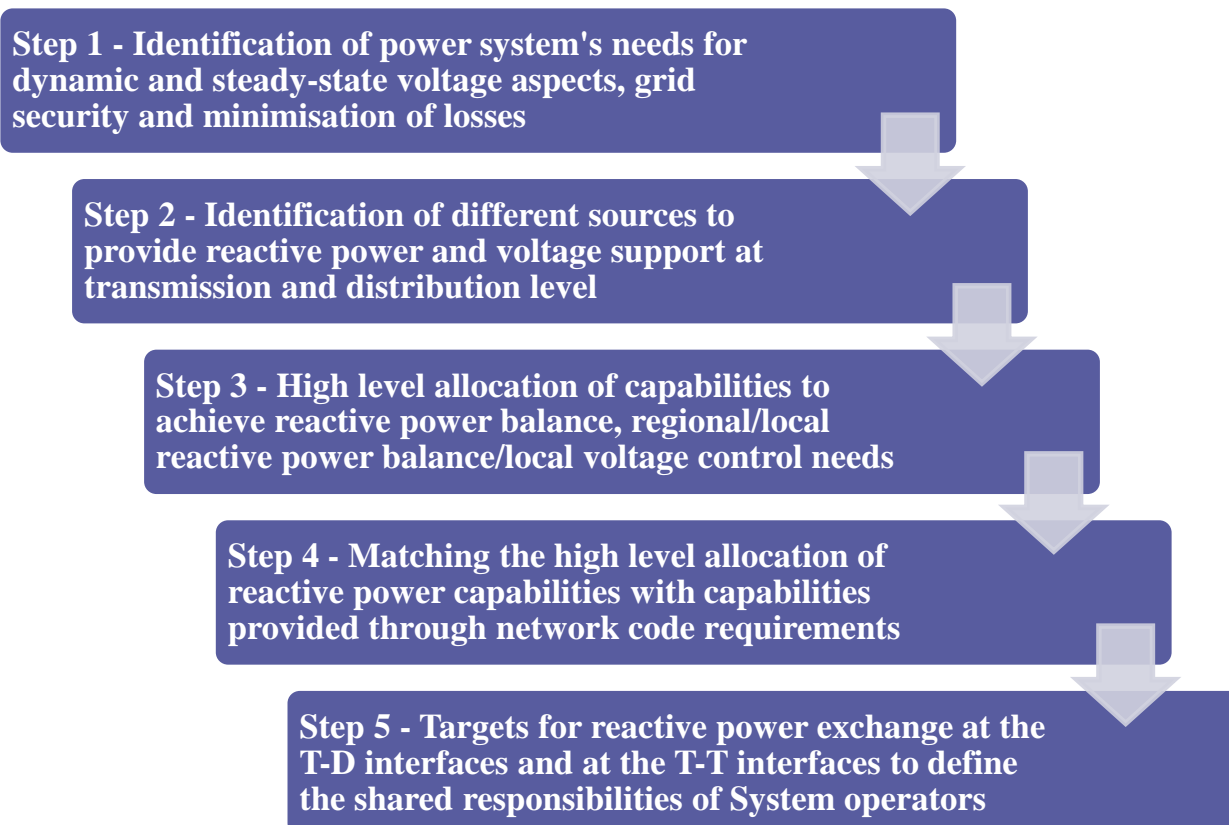 Step 1 - Identification of power system's needs for
dynamic and steady-state voltage aspects, grid
security and minimisation of losses
Step 2 - Identification of different sources to
provide reactive power and voltage support at
transmission and distribution level
Step 3 - High level allocation of capabilities to
achieve reactive power balance, regional/local
reactive power balance/local voltage control needs
Step 4 - Matching the high level allocation of
reactive power capabilities with capabilities
provided through network code requirements
Step 5 - Targets for reactive power exchange at the
T-D interfaces and at the T-T interfaces to define
the shared responsibilities of System operators